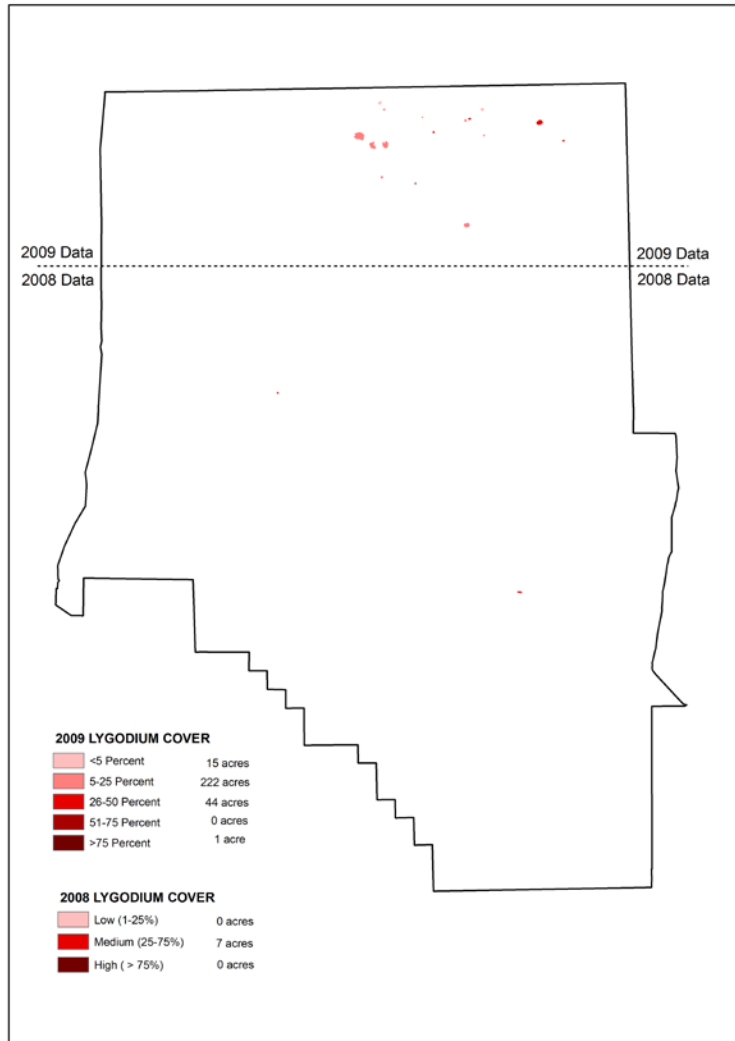 2009 Data
2009 Data
2008 Data
2008 Data
2009 LYGODIUM COVER
<5 Percent 15 acres
5-25 Percent 222 acres
26-50 Percent 44 acres
51-75 Percent 0 acres
>75 Percent 1 acre
2008 LYGODIUM COVER
Low (1-25%) 0 acres
Medium (25-75%) 7 acres
High ( > 75%) 0 acres